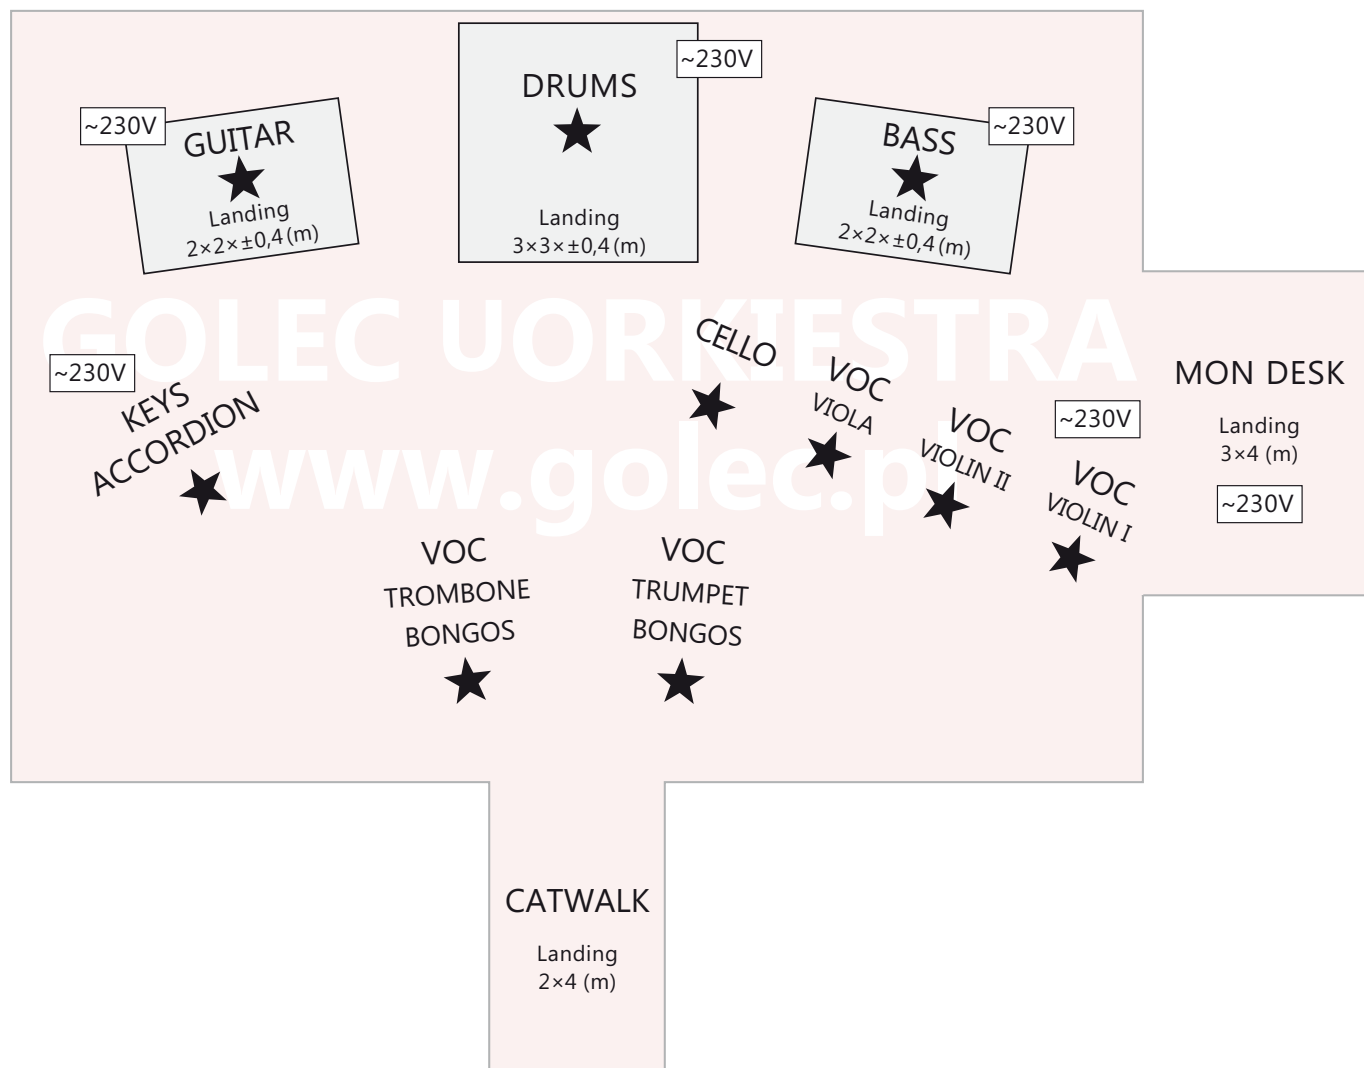 ~230V
DRUMS
Landing
3×3×±0,4 (m)
~230V
GUITAR
Landing
2×2×±0,4 (m)
~230V
BASS
Landing
2×2×±0,4 (m)
GOLEC UORKIESTRA
www.golec.pl
~230V
KEYS
ACCORDION
CELLO
VOC
VIOLA
VOC
VIOLIN II
~230V
VOC
VIOLIN I
MON DESK
Landing
3×4 (m)
~230V
VOC
TROMBONE
BONGOS
VOC
TRUMPET
BONGOS
CATWALK
Landing
2×4 (m)